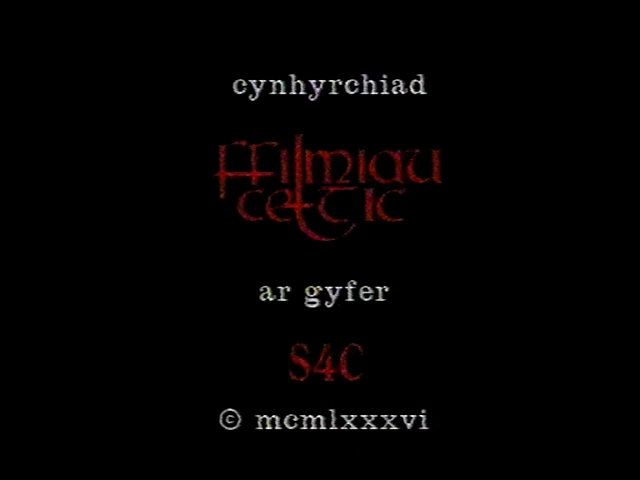 cynhyrchiad
ffilmiau
celtic
ar gyfer
S4C
© mcmlxxxvi